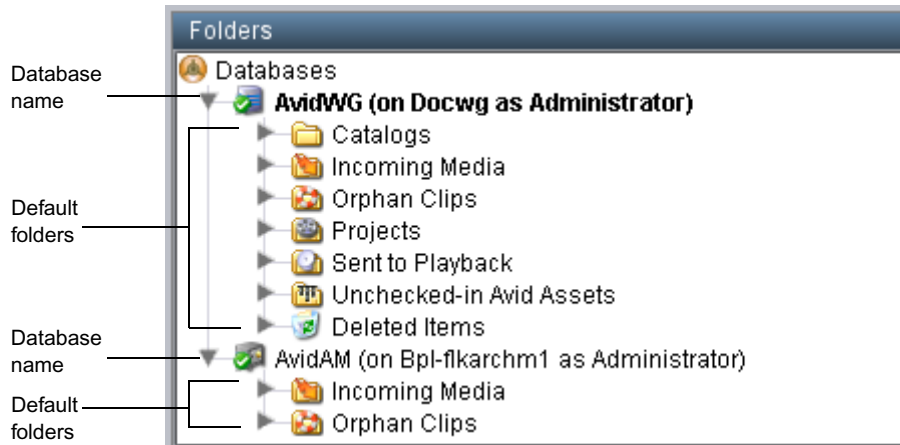 Folders
Databases
Database
name
AvidWG (on Docwg as Administrator)
Catalogs
Incoming Media
Orphan Clips
Default
folders
Projects
Sent to Playback
Unchecked-in Avid Assets
Deleted Items
Database
name
AvidAM (on Bpl-flkarchm1 as Administrator)
Default
folders
Incoming Media
Orphan Clips